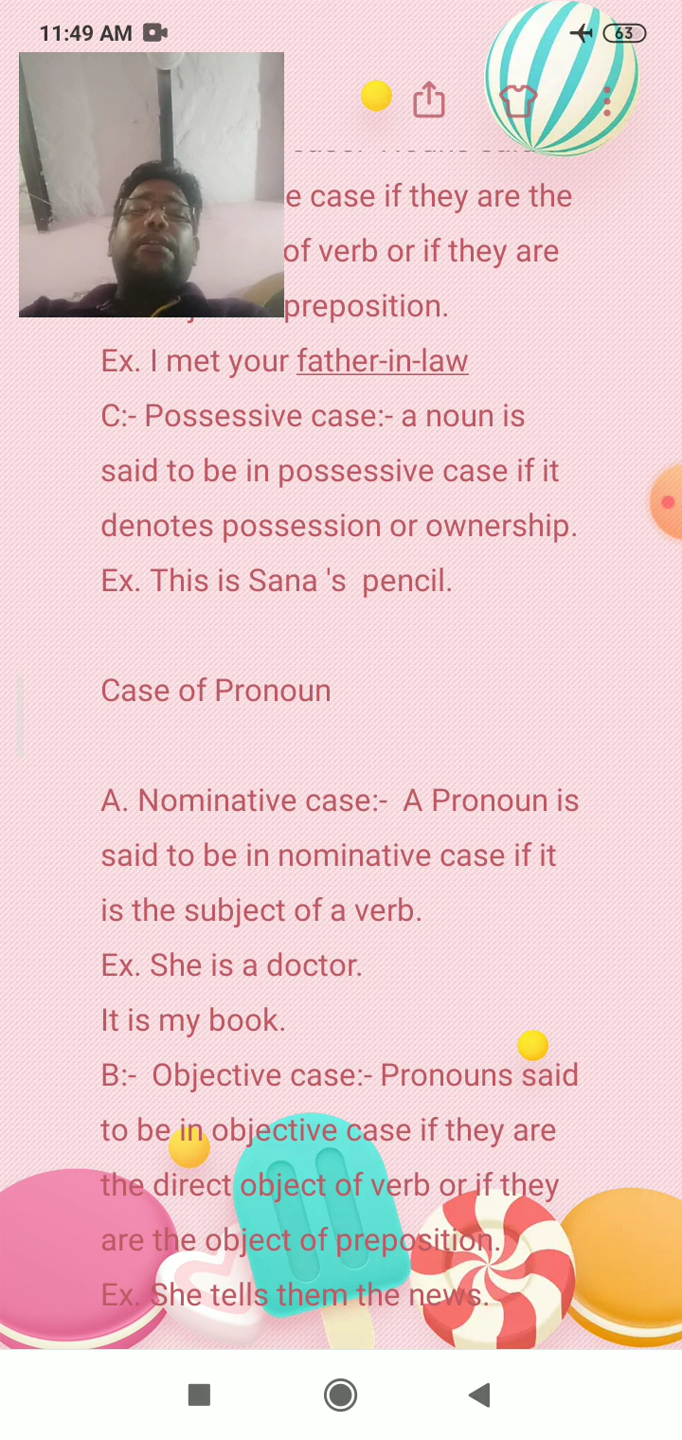 11:49 AM
63
e case if they are the
of verb or if they are
preposition.
Ex. I met your father-in-law
C:- Possessive case:- a noun is
said to be in possessive case if it
denotes possession or ownership.
Ex. This is Sana 's  pencil.
Case of Pronoun
A. Nominative case:-  A Pronoun is
said to be in nominative case if it
is the subject of a verb.
Ex. She is a doctor.
It is my book.
B:-  Objective case:- Pronouns said
to be in objective case if they are
the direct object of verb or if they
are the object of preposition.
Ex. She tells them the news.